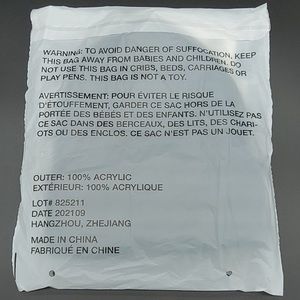 WARNING: TO AVOID DANGER OF SUFFOCATION, KEEP
THIS BAG AWAY FROM BABIES AND CHILDREN. DO
NOT USE THIS BAG IN CRIBS, BEDS, CARRIAGES OR
PLAY PENS. THIS BAG IS NOT A TOY.
AVERTISSEMENT: POUR ÉVITER LE RISQUE
D'ÉTOUFFEMENT, GARDER CE SAC HORS DE LA
PORTÉE DES BÉBÉS ET DES ENFANTS. N'UTILISEZ PAS
CE SAC DANS DES BERCEAUX, DES LITS, DES CHARI-
OTS OU DES ENCLOS. CE SAC N'EST PAS UN JOUET.
OUTER: 100% ACRYLIC
EXTÉRIEUR: 100% ACRYLIQUE
LOT# 825211
DATE 202109
HANGZHOU, ZHEJIANG
MADE IN CHINA
FABRIQUÉ EN CHINE